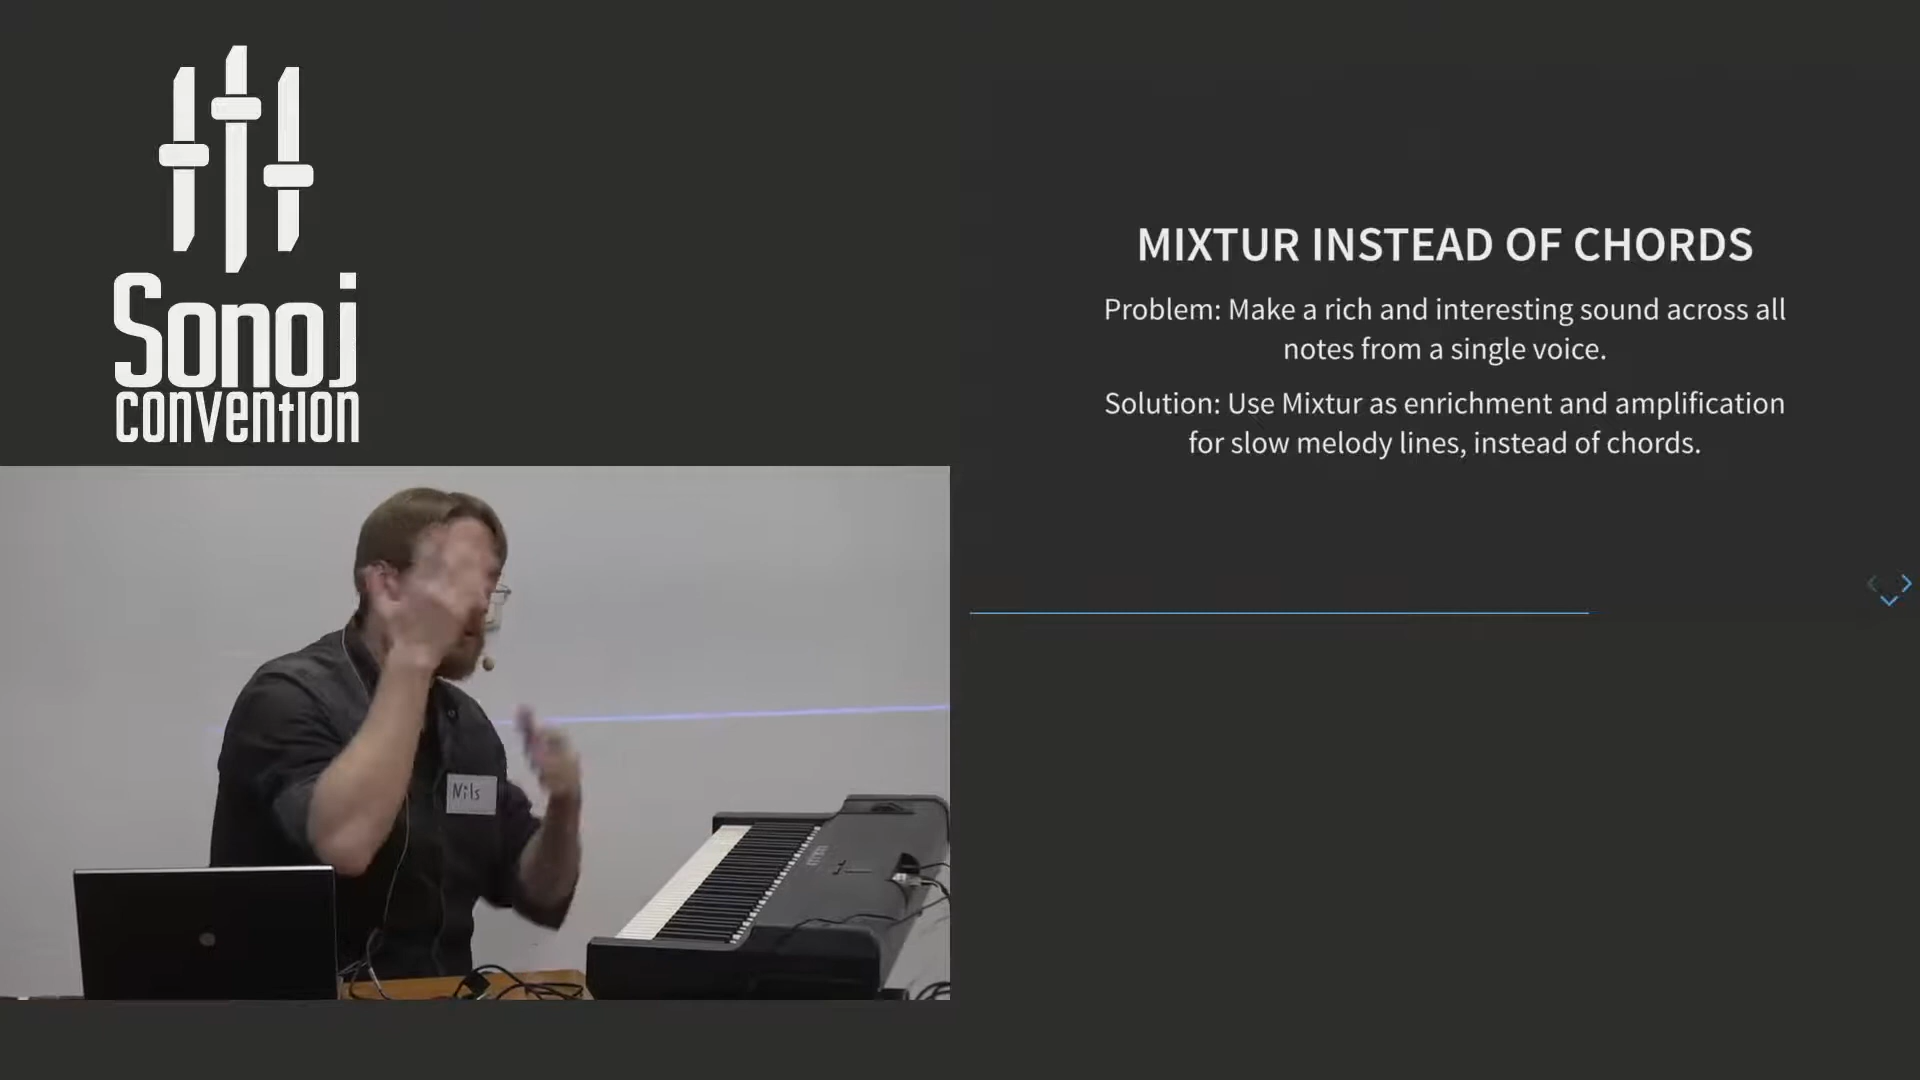 Sonoj
convention
MIXTUR INSTEAD OF CHORDS
Problem: Make a rich and interesting sound across all
notes from a single voice.
Solution: Use Mixtur as enrichment and amplification
for slow melody lines, instead of chords.
Nils